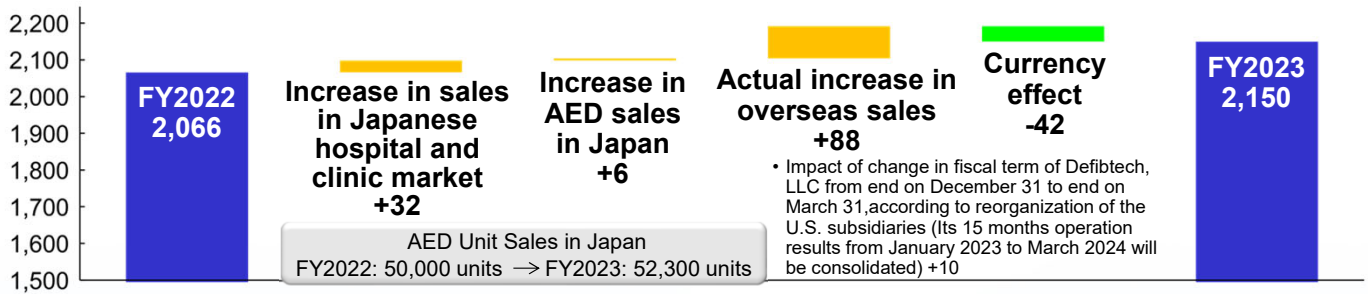 2,200
2,100
2,000
1,900
1,800
1,700
1,600
1,500
FY2022
2,066
Increase in sales
in Japanese
hospital and
clinic market
+32
Increase in
AED sales
in Japan
+6
Actual increase in
overseas sales
+88
• Impact of change in fiscal term of Defibtech,
LLC from end on December 31 to end on
March 31,according to reorganization of the
U.S. subsidiaries (Its 15 months operation
results from January 2023 to March 2024 will
be consolidated) +10
Currency
effect
-42
FY2023
2,150
AED Unit Sales in Japan
FY2022: 50,000 units → FY2023: 52,300 units